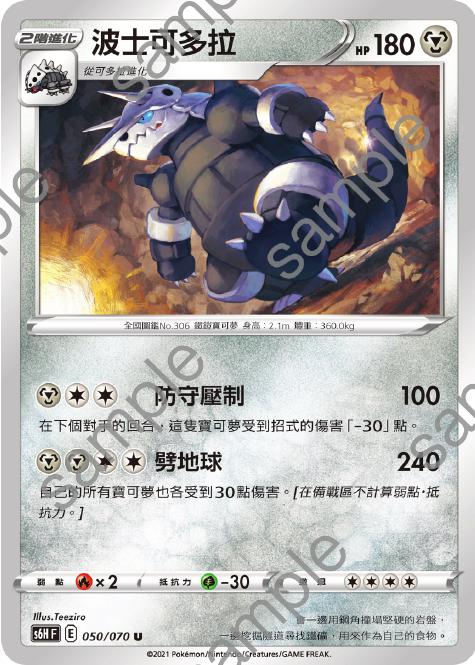 2階進化
波士可多拉
HP 180
從可多拉進化
全國圖鑑No.306 鐵鎧寶可夢 身高：2.1m 體重：360.0kg
防守壓制 100
在下個對手的回合，這隻寶可夢受到招式的傷害「-30」點。
劈地球 240
自己的所有寶可夢也各受到30點傷害。[在備戰區不計算弱點・抵
抗力。]
弱點 ×2 抵抗力 -30 撤退
Illus.Teeziro
S6H F E 050/070 U
一邊用鋼角撞塌堅硬的岩盤，
一邊挖掘隧道尋找鐵礦，用來作為自己的食物。
©2021 Pokémon/Nintendo/Creatures/GAME FREAK.
sample
sample
sample
sample
sample
sample
sample